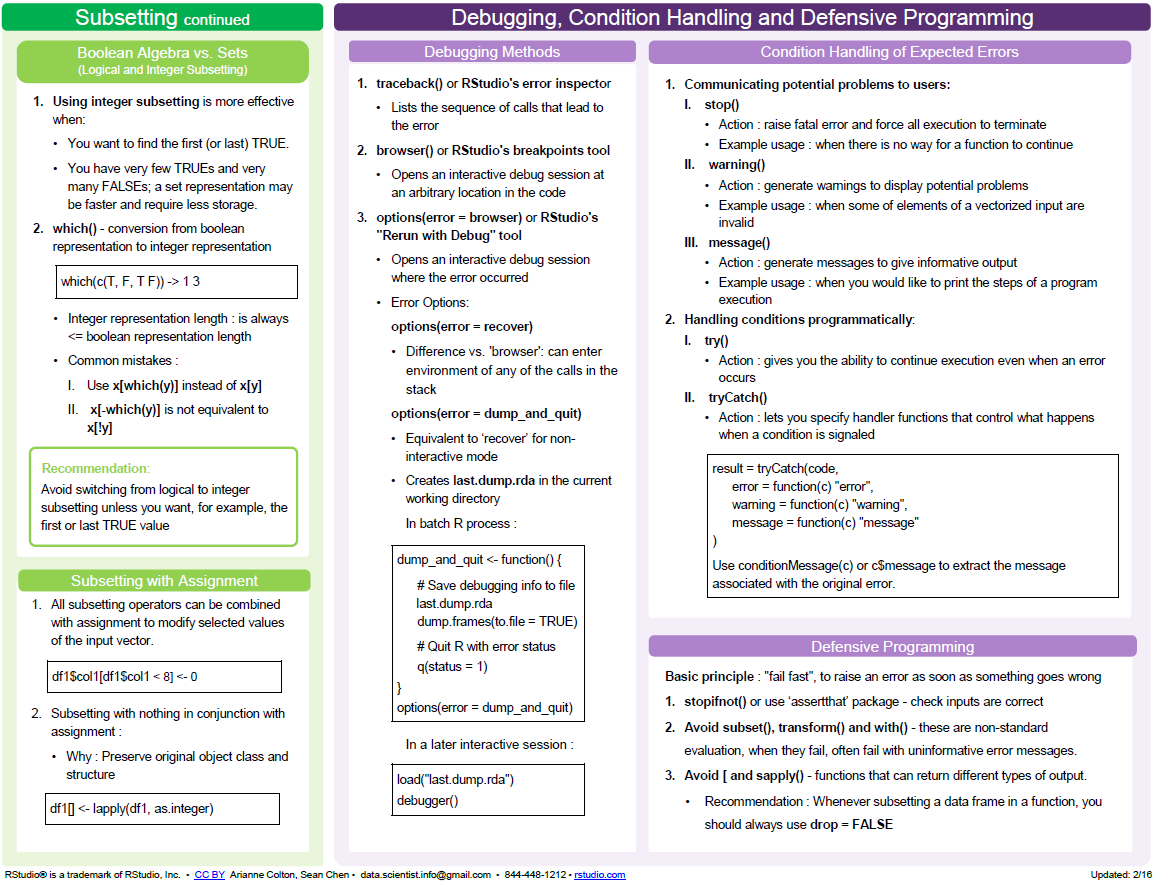 Subsetting continued
Boolean Algebra vs. Sets
(Logical and Integer Subsetting)
1. Using integer subsetting is more effective
when:
• You want to find the first (or last) TRUE.
• You have very few TRUEs and very
many FALSEs; a set representation may
be faster and require less storage.
2. which() - conversion from boolean
representation to integer representation
which(c(T, F, T F)) -> 1 3
• Integer representation length : is always
<= boolean representation length
• Common mistakes :
I. Use x[which(y)] instead of x[y]
II. x[-which(y)] is not equivalent to
x[!y]
Recommendation:
Avoid switching from logical to integer
subsetting unless you want, for example, the
first or last TRUE value
Subsetting with Assignment
1. All subsetting operators can be combined
with assignment to modify selected values
of the input vector.
df1$col1[df1$col1 < 8] <- 0
2. Subsetting with nothing in conjunction with
assignment :
• Why : Preserve original object class and
structure
df1[] <- lapply(df1, as.integer)
Debugging, Condition Handling and Defensive Programming
Debugging Methods
1. traceback() or RStudio's error inspector
• Lists the sequence of calls that lead to
the error
2. browser() or RStudio's breakpoints tool
• Opens an interactive debug session at
an arbitrary location in the code
3. options(error = browser) or RStudio's
"Rerun with Debug" tool
• Opens an interactive debug session
where the error occurred
• Error Options:
options(error = recover)
• Difference vs. 'browser': can enter
environment of any of the calls in the
stack
options(error = dump_and_quit)
• Equivalent to ‘recover’ for non-
interactive mode
• Creates last.dump.rda in the current
working directory
In batch R process :
dump_and_quit <- function() {
# Save debugging info to file
last.dump.rda
dump.frames(to.file = TRUE)
# Quit R with error status
q(status = 1)
}
options(error = dump_and_quit)
In a later interactive session :
load("last.dump.rda")
debugger()
Condition Handling of Expected Errors
1. Communicating potential problems to users:
I. stop()
• Action : raise fatal error and force all execution to terminate
• Example usage : when there is no way for a function to continue
II. warning()
• Action : generate warnings to display potential problems
• Example usage : when some of elements of a vectorized input are
invalid
III. message()
• Action : generate messages to give informative output
• Example usage : when you would like to print the steps of a program
execution
2. Handling conditions programmatically:
I. try()
• Action : gives you the ability to continue execution even when an error
occurs
II. tryCatch()
• Action : lets you specify handler functions that control what happens
when a condition is signaled
result = tryCatch(code,
error = function(c) "error",
warning = function(c) "warning",
message = function(c) "message"
)
Use conditionMessage(c) or c$message to extract the message
associated with the original error.
Defensive Programming
Basic principle : "fail fast", to raise an error as soon as something goes wrong
1. stopifnot() or use ‘assertthat’ package - check inputs are correct
2. Avoid subset(), transform() and with() - these are non-standard
evaluation, when they fail, often fail with uninformative error messages.
3. Avoid [ and sapply() - functions that can return different types of output.
• Recommendation : Whenever subsetting a data frame in a function, you
should always use drop = FALSE
RStudio® is a trademark of RStudio, Inc. • CC BY Arianne Colton, Sean Chen • data.scientist.info@gmail.com • 844-448-1212 • rstudio.com
Updated: 2/16